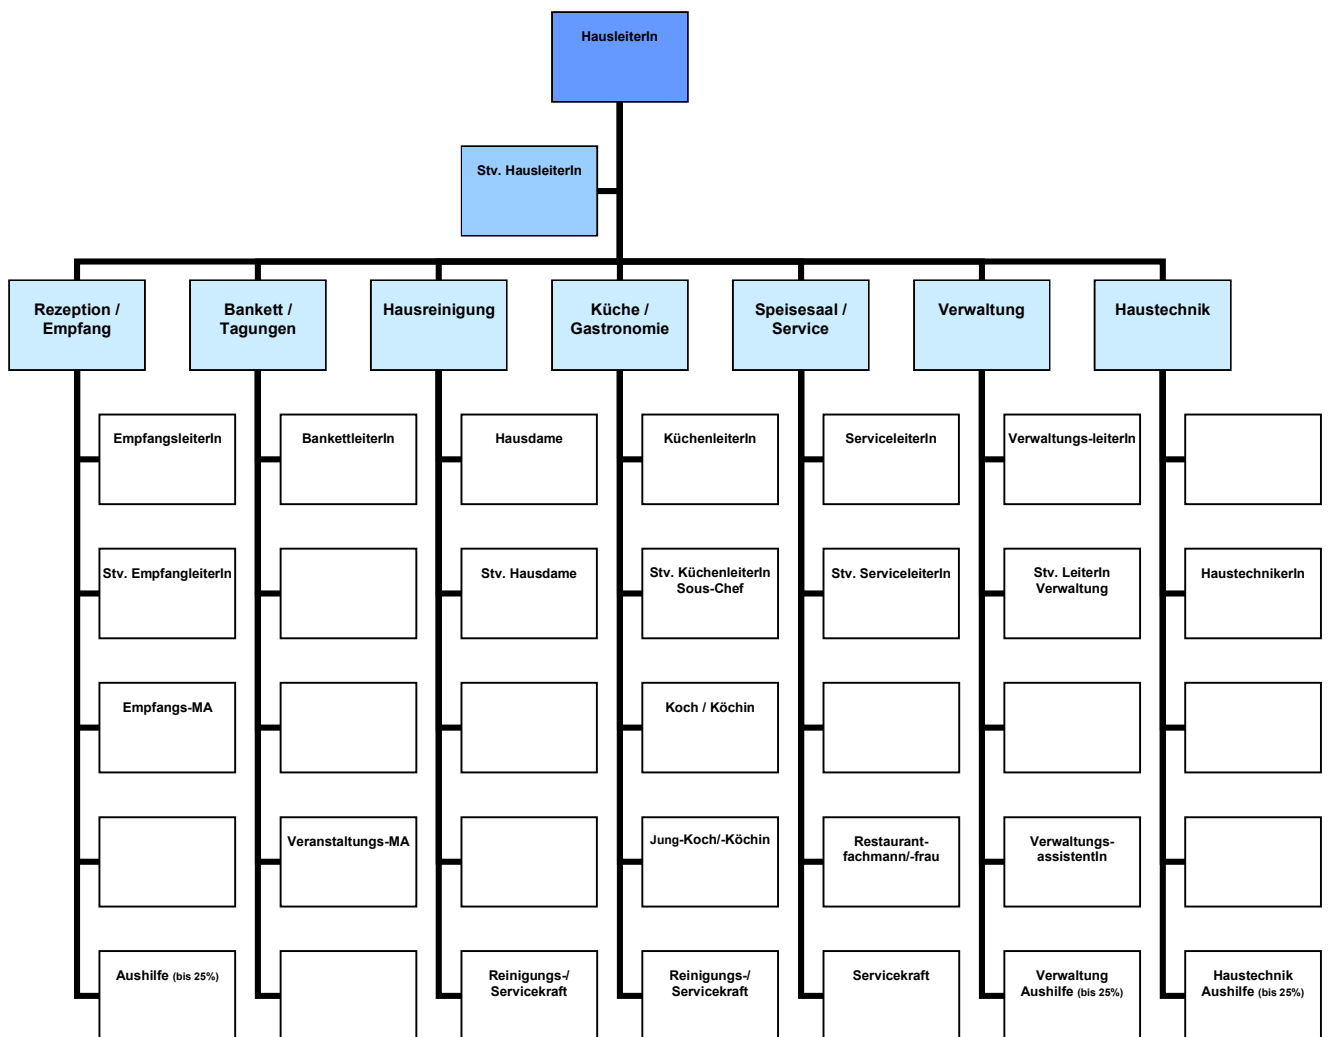 HausleiterIn
Stv. HausleiterIn
Rezeption /
Empfang
Bankett /
Tagungen
Hausreinigung
Küche /
Gastronomie
Speisesaal /
Service
Verwaltung
Haustechnik
EmpfangsleiterIn
BankettleiterIn
Hausdame
KüchenleiterIn
ServiceleiterIn
Verwaltungs-leiterIn
Stv. EmpfangleiterIn
Stv. Hausdame
Stv. KüchenleiterIn
Sous-Chef
Stv. ServiceleiterIn
Stv. LeiterIn
Verwaltung
HaustechnikerIn
Empfangs-MA
Koch / Köchin
Veranstaltungs-MA
Jung-Koch/-Köchin
Restaurant-
fachmann/-frau
Verwaltungs-
assistentIn
Aushilfe (bis 25%)
Reinigungs-/
Servicekraft
Reinigungs-/
Servicekraft
Servicekraft
Verwaltung
Aushilfe (bis 25%)
Haustechnik
Aushilfe (bis 25%)